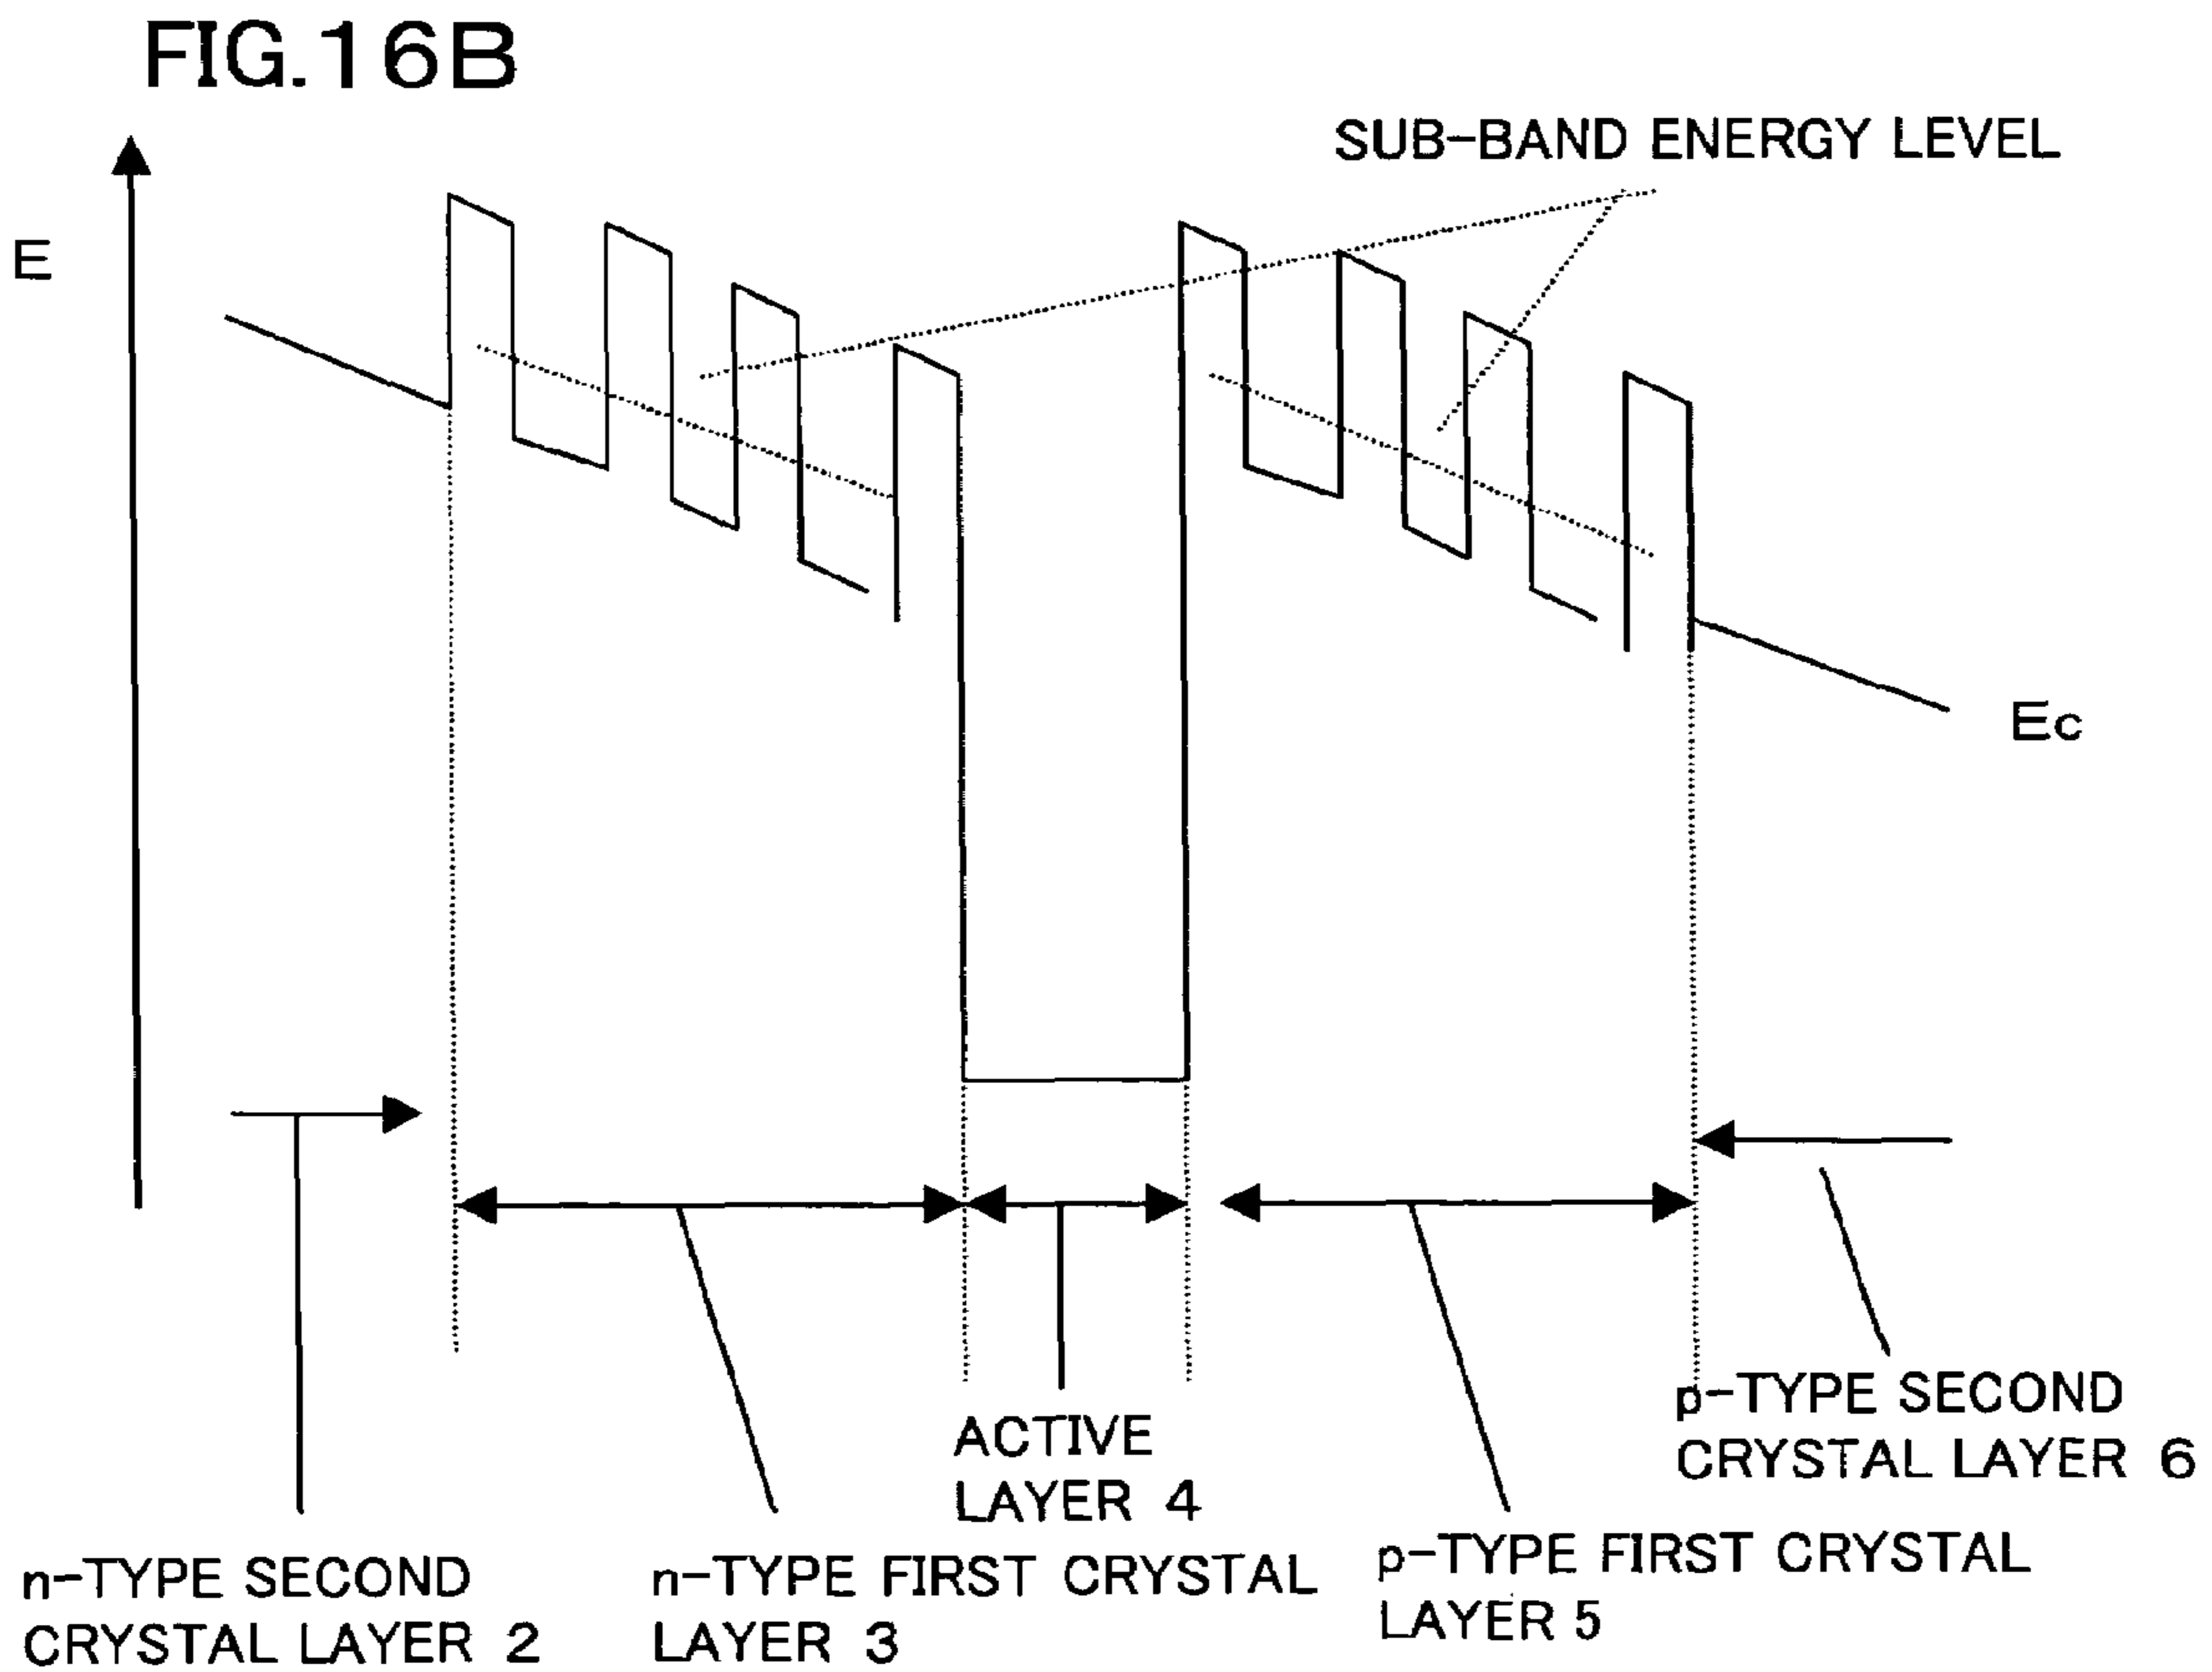 FIG.16B
SUB-BAND ENERGY LEVEL
E
Ec
ACTIVE
LAYER 4
p-TYPE SECOND
CRYSTAL LAYER 6
n-TYPE SECOND
CRYSTAL LAYER 2
n-TYPE FIRST CRYSTAL
LAYER 3
p-TYPE FIRST CRYSTAL
LAYER 5